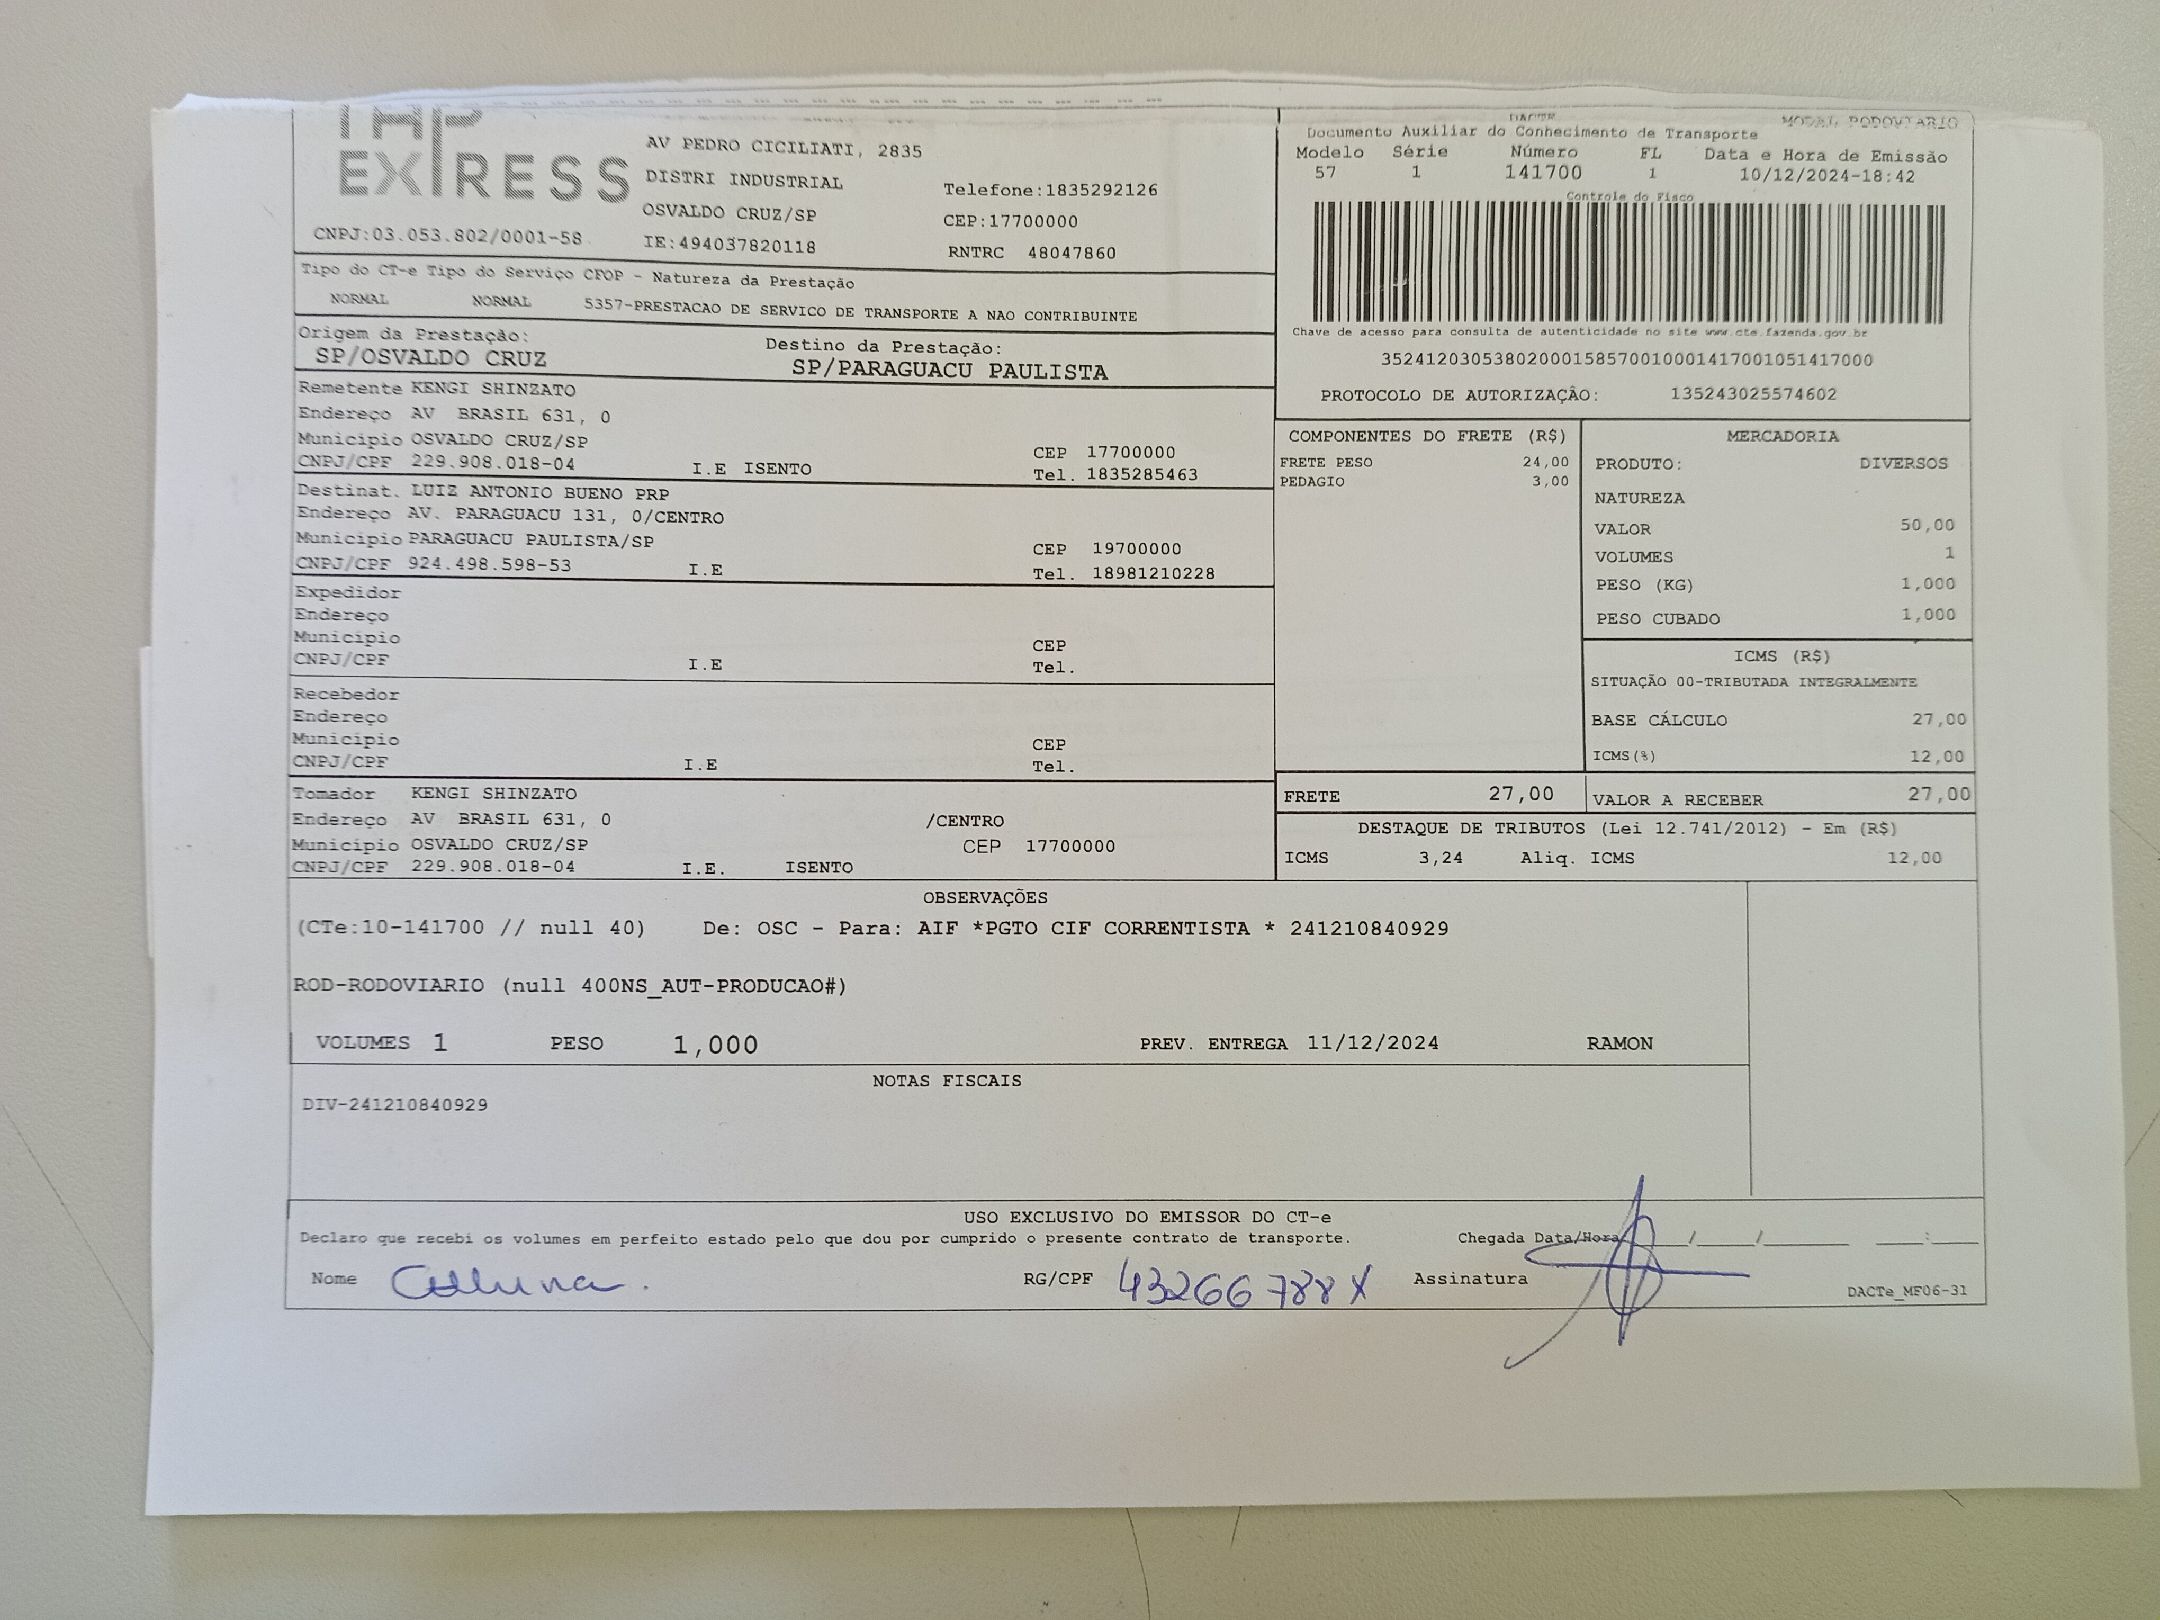 EXPRESS
CNPJ:03.053.802/0001-58
AV PEDRO CICILIATI, 2835
DISTRI INDUSTRIAL
OSVALDO CRUZ/SP
IE:494037820118
Telefone:1835292126
CEP:17700000
RNTRC 48047860
MODAL RODOVIARIO
Documento Auxiliar do Conhecimento de Transporte
Modelo Série Número FL Data e Hora de Emissão
57 1 141700 1 10/12/2024-18:42
Controle do Fisco
Chave de acesso para consulta de autenticidade no site www.cte.fazenda.gov.br
35241203053802000158570010001417001051417000
PROTOCOLO DE AUTORIZAÇÃO: 135243025574602
Tipo do CT-e Tipo do Serviço CFOP - Natureza da Prestação
NORMAL NORMAL 5357-PRESTACAO DE SERVICO DE TRANSPORTE A NAO CONTRIBUINTE
Origem da Prestação: Destino da Prestação:
SP/OSVALDO CRUZ SP/PARAGUACU PAULISTA
Remetente KENGI SHINZATO
Endereço AV BRASIL 631, 0
Município OSVALDO CRUZ/SP CEP 17700000
CNPJ/CPF 229.908.018-04 I.E ISENTO Tel. 1835285463
Destinat. LUIZ ANTONIO BUENO PRP
Endereço AV. PARAGUACU 131, 0/CENTRO
Município PARAGUACU PAULISTA/SP CEP 19700000
CNPJ/CPF 924.498.598-53 I.E Tel. 18981210228
Expedidor
Endereço
Município CEP
CNPJ/CPF I.E Tel.
Recebedor
Endereço
Município CEP
CNPJ/CPF I.E Tel.
Tomador KENGI SHINZATO
Endereço AV BRASIL 631, 0 /CENTRO
Município OSVALDO CRUZ/SP CEP 17700000
CNPJ/CPF 229.908.018-04 I.E. ISENTO
COMPONENTES DO FRETE (R$)
FRETE PESO 24,00
PEDAGIO 3,00
MERCADORIA
PRODUTO: DIVERSOS
NATUREZA
VALOR 50,00
VOLUMES 1
PESO (KG) 1,000
PESO CUBADO 1,000
ICMS (R$)
SITUAÇÃO 00-TRIBUTADA INTEGRALMENTE
BASE CÁLCULO 27,00
ICMS(%) 12,00
FRETE 27,00 VALOR A RECEBER 27,00
DESTAQUE DE TRIBUTOS (Lei 12.741/2012) - Em (R$)
ICMS 3,24 Aliq. ICMS 12,00
OBSERVAÇÕES
(CTe:10-141700 // null 40) De: OSC - Para: AIF *PGTO CIF CORRENTISTA * 241210840929
ROD-RODOVIARIO (null 400NS_AUT-PRODUCAO#)
VOLUMES 1 PESO 1,000 PREV. ENTREGA 11/12/2024 RAMON
NOTAS FISCAIS
DIV-241210840929
USO EXCLUSIVO DO EMISSOR DO CT-e
Declaro que recebi os volumes em perfeito estado pelo que dou por cumprido o presente contrato de transporte. Chegada Data/Hora ___/___/______ ___:___
Nome RG/CPF 43266788X Assinatura
DACTe_MF06-31